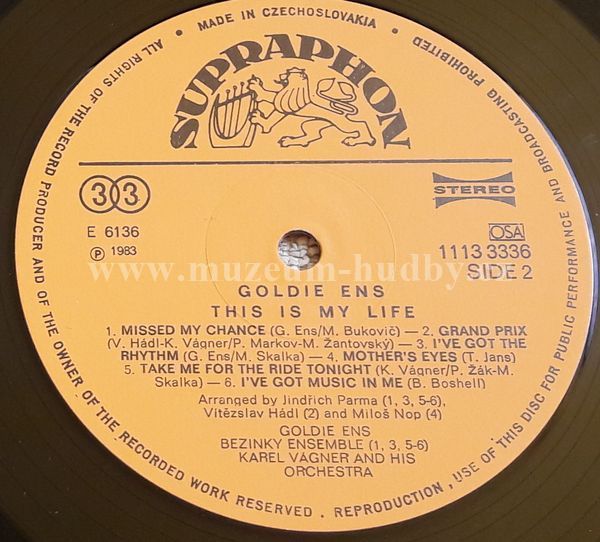 ALL RIGHTS OF THE RECORD PRODUCER AND OF THE OWNER OF THE RECORDED WORK RESERVED . REPRODUCTION, USE OF THIS DISC FOR PUBLIC PERFORMANCE AND BROADCASTING PROHIBITED
• MADE IN CZECHOSLOVAKIA •
SUPRAPHON
33
STEREO
E 6136
OSA
Ⓟ 1983
1113 3336
SIDE 2
www.muzeum-hudby
GOLDIE ENS
THIS IS MY LIFE
1. MISSED MY CHANCE (G. Ens/M. Bukovič) — 2. GRAND PRIX
(V. Hádl-K. Vágner/P. Markov-M. Žantovský) — 3. I'VE GOT THE
RHYTHM (G. Ens/M. Skalka) — 4. MOTHER'S EYES (T. Jans)
5. TAKE ME FOR THE RIDE TONIGHT (K. Vágner/P. Žák-M.
Skalka) — 6. I'VE GOT MUSIC IN ME (B. Boshell)
Arranged by Jindřich Parma (1, 3, 5-6),
Vítězslav Hádl (2) and Miloš Nop (4)
GOLDIE ENS
BEZINKY ENSEMBLE (1, 3, 5-6)
KAREL VÁGNER AND HIS
ORCHESTRA